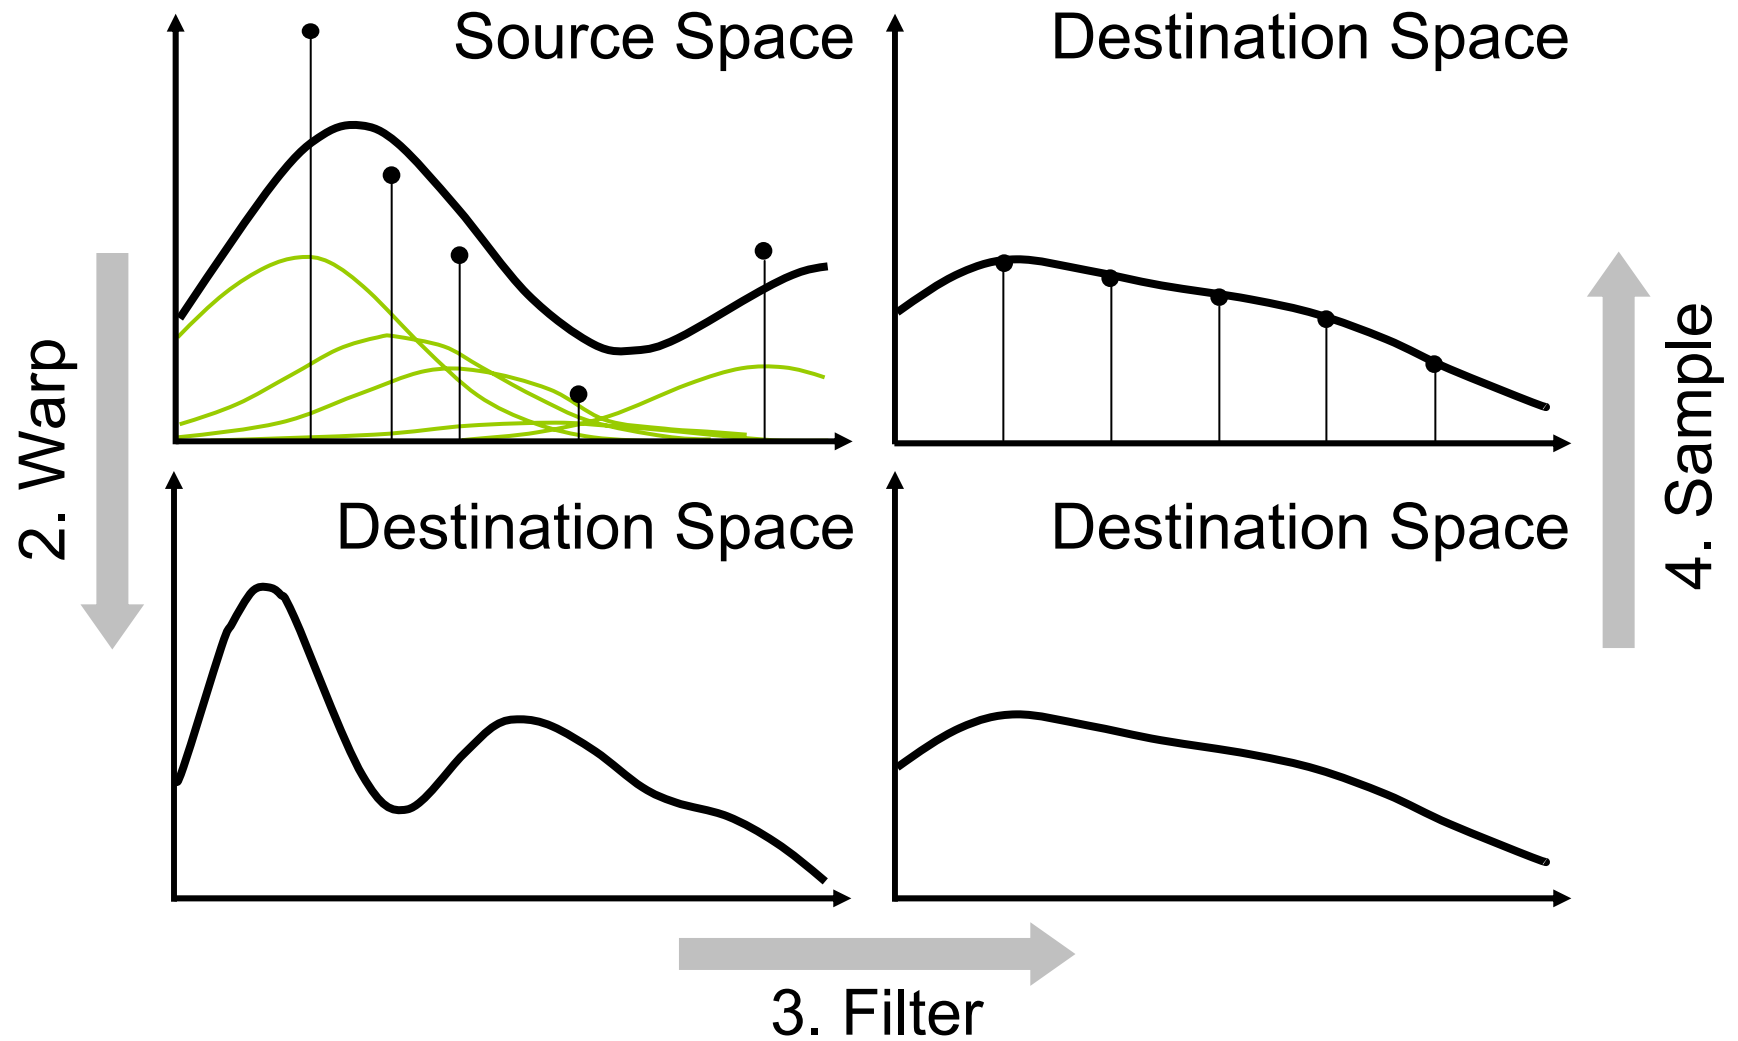 Source Space
Destination Space
2. Warp
4. Sample
Destination Space
Destination Space
3. Filter